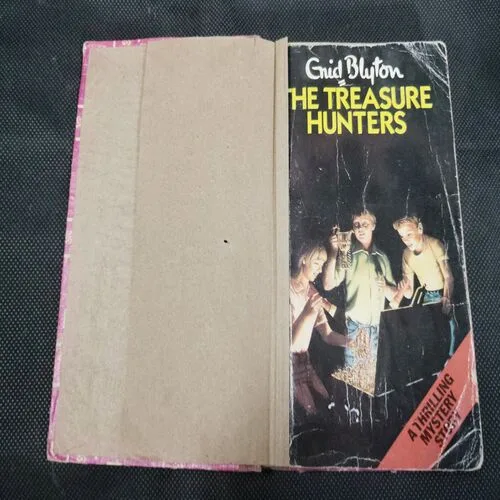 Enid Blyton
THE TREASURE
HUNTERS
A THRILLING
MYSTERY
STORY